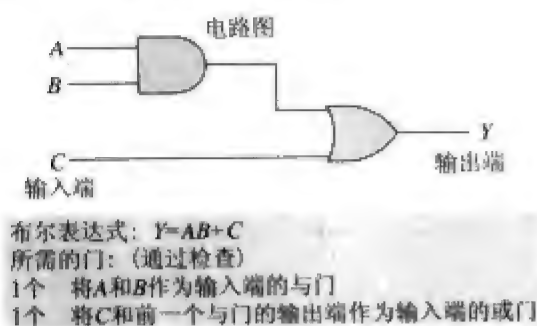 电路图
A
B
Y
C
输出端
输入端
布尔表达式：Y=AB+C
所需的门：(通过检查)
1个 将A和B作为输入端的与门
1个 将C和前一个与门的输出端作为输入端的或门